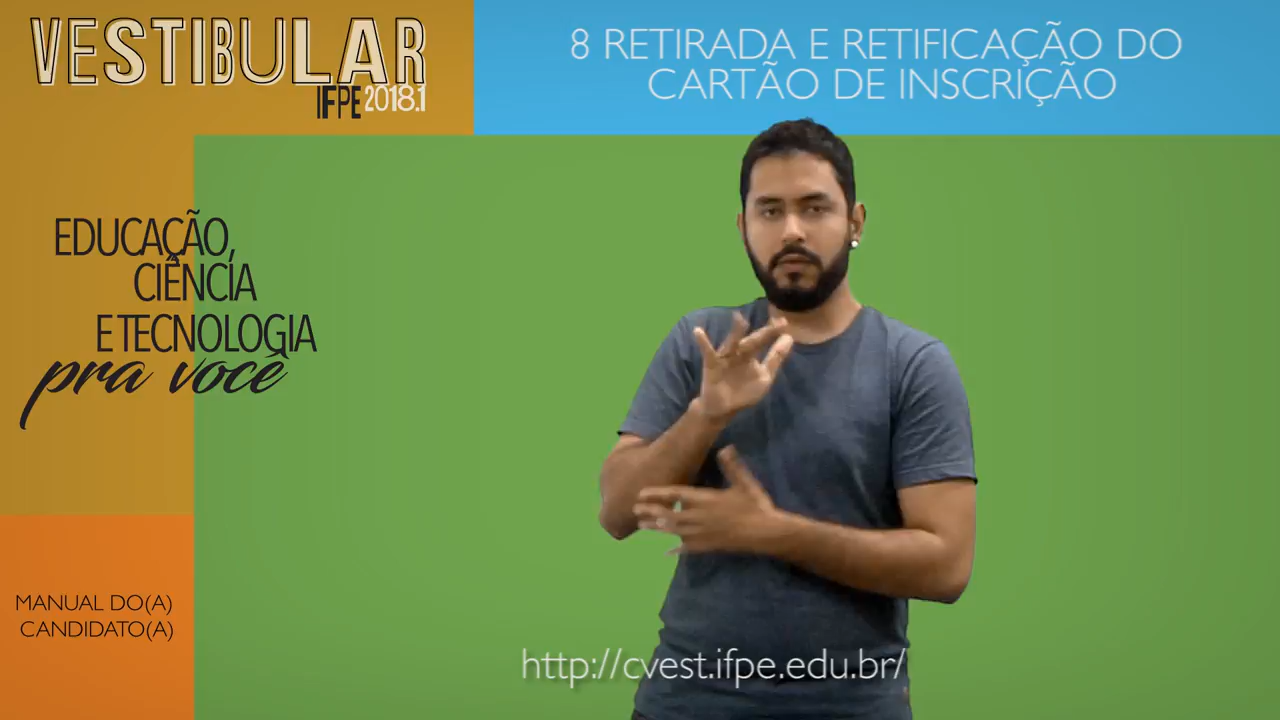 VESTIBULAR
IFPE 2018.1
8 RETIRADA E RETIFICAÇÃO DO
CARTÃO DE INSCRIÇÃO
EDUCAÇÃO,
CIÊNCIA
E TECNOLOGIA
pra você
MANUAL DO(A)
CANDIDATO(A)
http://cvest.ifpe.edu.br/